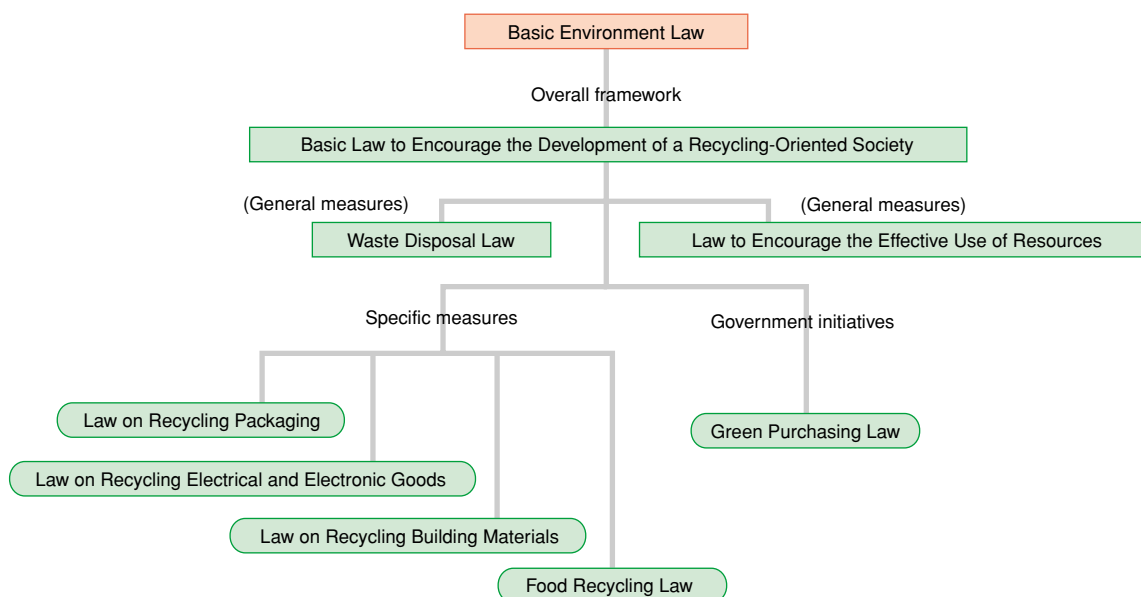 Basic Environment Law
Overall framework
Basic Law to Encourage the Development of a Recycling-Oriented Society
(General measures)
(General measures)
Waste Disposal Law
Law to Encourage the Effective Use of Resources
Specific measures
Government initiatives
Law on Recycling Packaging
Green Purchasing Law
Law on Recycling Electrical and Electronic Goods
Law on Recycling Building Materials
Food Recycling Law